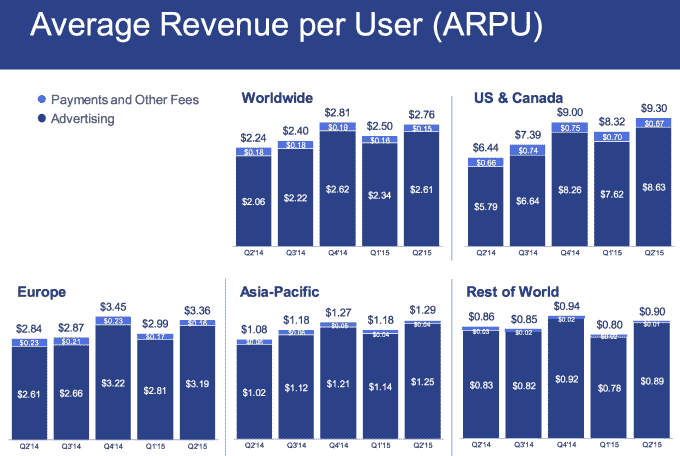 Average Revenue per User (ARPU)
Payments and Other Fees
Advertising
Worldwide
$2.24 $2.40 $2.81 $2.50 $2.76
$0.18 $0.18 $0.19 $0.16 $0.15
$2.06 $2.22 $2.62 $2.34 $2.61
Q2'14 Q3'14 Q4'14 Q1'15 Q2'15
US & Canada
$6.44 $7.39 $9.00 $8.32 $9.30
$0.66 $0.74 $0.75 $0.70 $0.67
$5.79 $6.64 $8.26 $7.62 $8.63
Q2'14 Q3'14 Q4'14 Q1'15 Q2'15
Europe
$2.84 $2.87 $3.45 $2.99 $3.36
$0.23 $0.21 $0.23 $0.17 $0.16
$2.61 $2.66 $3.22 $2.81 $3.19
Q2'14 Q3'14 Q4'14 Q1'15 Q2'15
Asia-Pacific
$1.08 $1.18 $1.27 $1.18 $1.29
$0.05 $0.04 $0.04
$1.02 $1.12 $1.21 $1.14 $1.25
Q2'14 Q3'14 Q4'14 Q1'15 Q2'15
Rest of World
$0.86 $0.85 $0.94 $0.80 $0.90
$0.03 $0.02 $0.02 $0.02 $0.01
$0.83 $0.82 $0.92 $0.78 $0.89
Q2'14 Q3'14 Q4'14 Q1'15 Q2'15